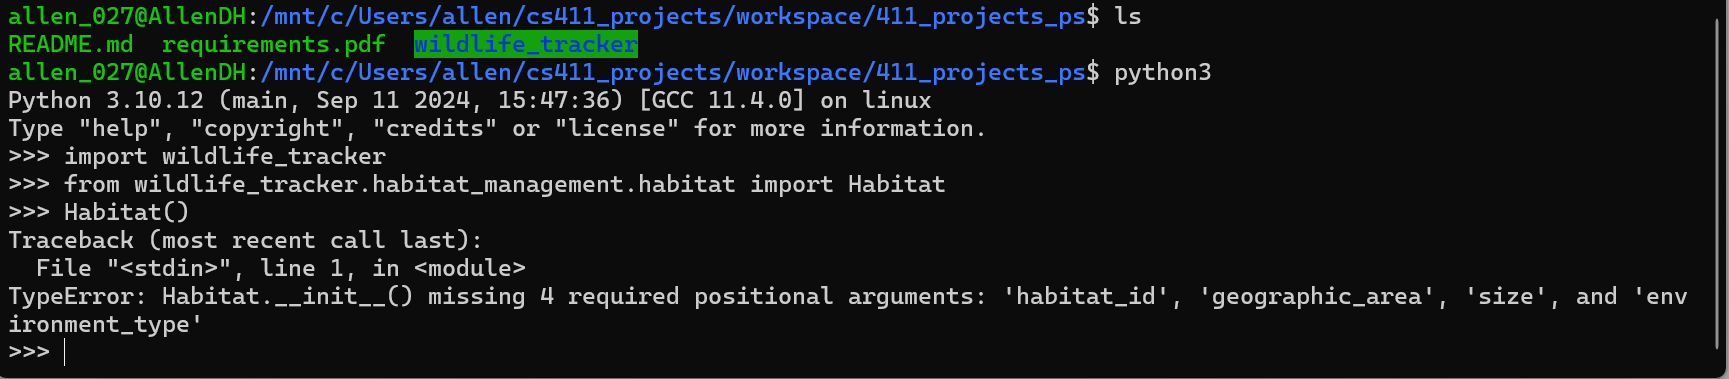 allen_027@AllenDH:/mnt/c/Users/allen/cs411_projects/workspace/411_projects_ps$ ls
README.md  requirements.pdf  wildlife_tracker
allen_027@AllenDH:/mnt/c/Users/allen/cs411_projects/workspace/411_projects_ps$ python3
Python 3.10.12 (main, Sep 11 2024, 15:47:36) [GCC 11.4.0] on linux
Type "help", "copyright", "credits" or "license" for more information.
>>> import wildlife_tracker
>>> from wildlife_tracker.habitat_management.habitat import Habitat
>>> Habitat()
Traceback (most recent call last):
  File "<stdin>", line 1, in <module>
TypeError: Habitat.__init__() missing 4 required positional arguments: 'habitat_id', 'geographic_area', 'size', and 'env
ironment_type'
>>>